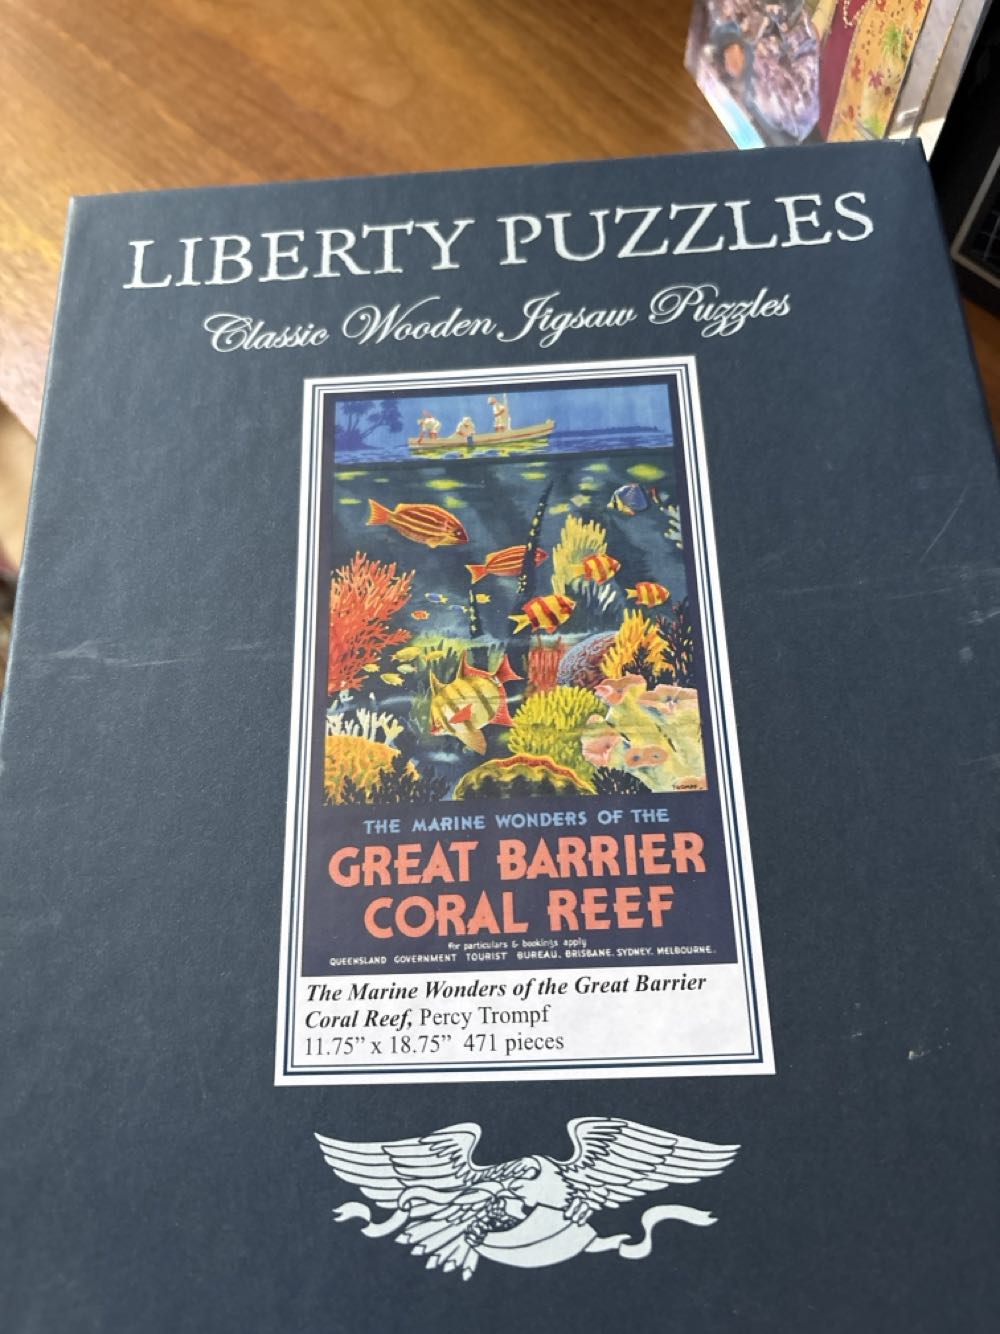 LIBERTY PUZZLES
Classic Wooden Jigsaw Puzzles
TROMPF
THE MARINE WONDERS OF THE
GREAT BARRIER
CORAL REEF
for particulars & bookings apply
QUEENSLAND GOVERNMENT TOURIST BUREAU. BRISBANE. SYDNEY. MELBOURNE.
The Marine Wonders of the Great Barrier
Coral Reef, Percy Trompf
11.75” x 18.75” 471 pieces